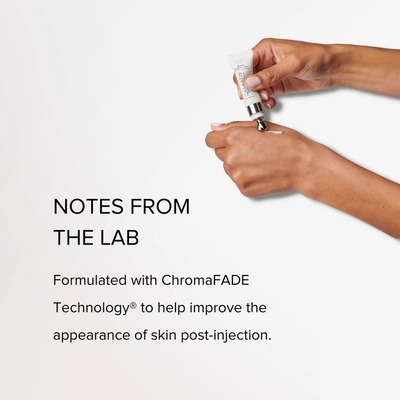 NOTES FROM
THE LAB
Formulated with ChromaFADE
Technology® to help improve the
appearance of skin post-injection.